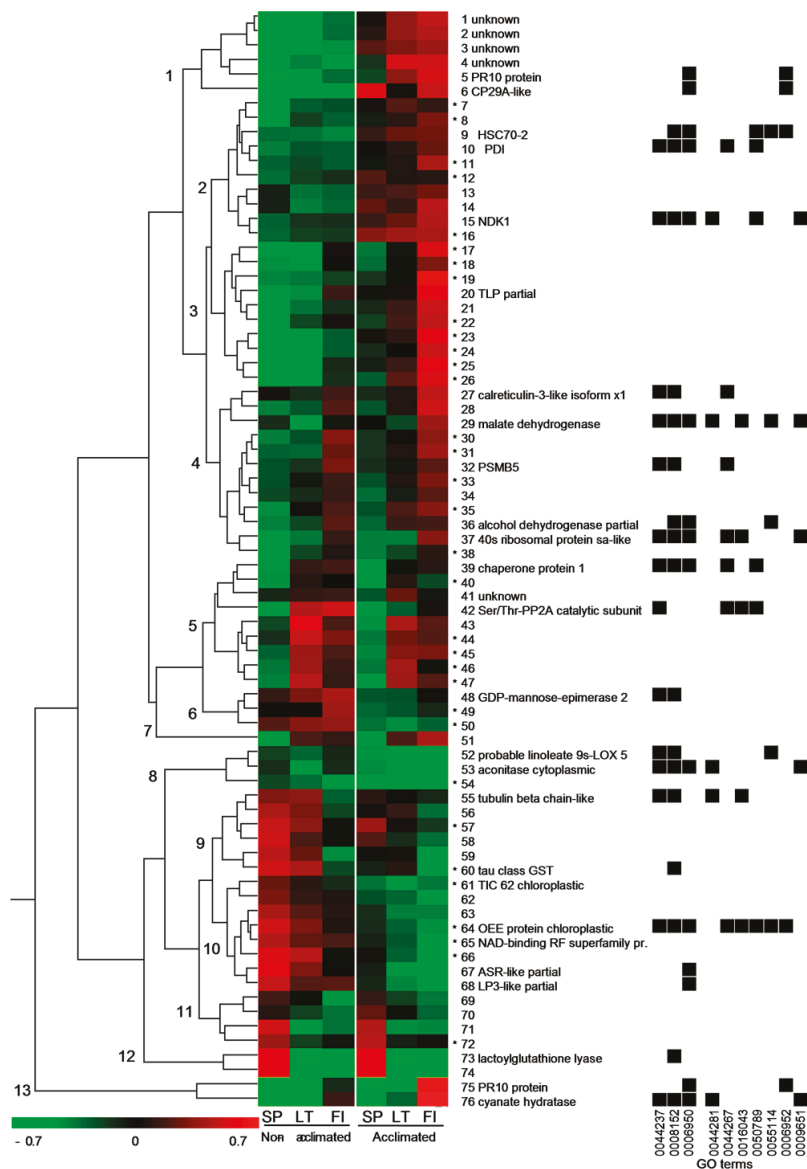 1 unknown
2 unknown
3 unknown
4 unknown
5 PR10 protein
6 CP29A-like
* 7
* 8
9 HSC70-2
10 PDI
* 11
* 12
13
14
15 NDK1
* 16
* 17
* 18
* 19
20 TLP partial
21
* 22
* 23
* 24
* 25
* 26
27 calreticulin-3-like isoform x1
28
29 malate dehydrogenase
* 30
* 31
32 PSMB5
* 33
34
* 35
36 alcohol dehydrogenase partial
37 40s ribosomal protein sa-like
* 38
39 chaperone protein 1
* 40
41 unknown
42 Ser/Thr-PP2A catalytic subunit
43
* 44
* 45
* 46
* 47
48 GDP-mannose-epimerase 2
* 49
* 50
51
52 probable linoleate 9s-LOX 5
53 aconitase cytoplasmic
* 54
55 tubulin beta chain-like
56
* 57
58
59
* 60 tau class GST
* 61 TIC 62 chloroplastic
62
63
* 64 OEE protein chloroplastic
* 65 NAD-binding RF superfamily pr.
* 66
67 ASR-like partial
68 LP3-like partial
69
70
71
* 72
73 lactoylglutathione lyase
74
75 PR10 protein
76 cyanate hydratase
1
2
3
4
5
6
7
8
9
10
11
12
13
- 0.7 0 0.7
SP LT FI SP LT FI
Non acclimated Acclimated
0044237
0008152
0006950
0044281
0044267
0016043
0050789
0055114
0006952
0009651
GO terms